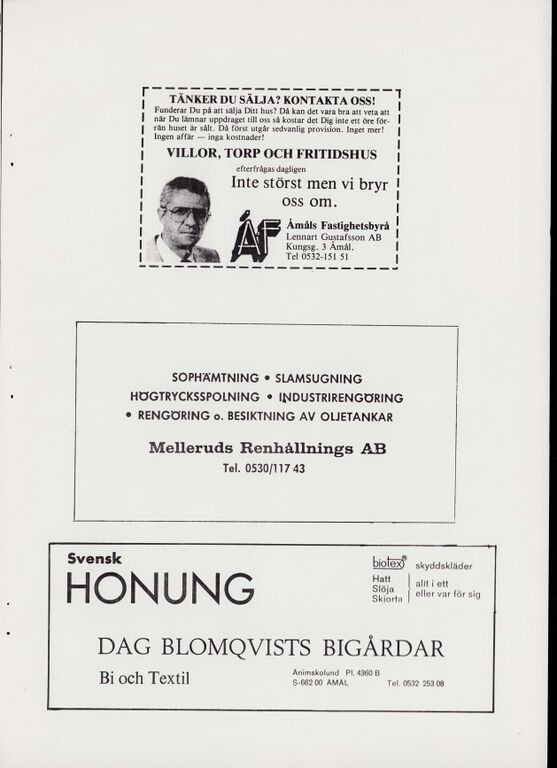 TÄNKER DU SÄLJA? KONTAKTA OSS!
Funderar Du på att sälja Ditt hus? Då kan det vara bra att veta att
när Du lämnar uppdraget till oss så kostar det Dig inte ett öre för-
rän huset är sålt. Då först utgår sedvanlig provision. Inget mer!
Ingen affär — inga kostnader!
VILLOR, TORP OCH FRITIDSHUS
efterfrågas dagligen
Inte störst men vi bryr
oss om.
ÅF
Åmåls Fastighetsbyrå
Lennart Gustafsson AB
Kungsg. 3 Åmål.
Tel 0532-151 51
SOPHÄMTNING • SLAMSUGNING
HÖGTRYCKSSPOLNING • INDUSTRIRENGÖRING
• RENGÖRING o. BESIKTNING AV OLJETANKAR
Melleruds Renhållnings AB
Tel. 0530/117 43
Svensk
HONUNG
biotex® skyddskläder
Hatt
Slöja
Skjorta
allt i ett
eller var för sig
DAG BLOMQVISTS BIGÅRDAR
Bi och Textil
Animskolund Pl. 4360 B
S-662 00 ÅMÅL Tel. 0532 253 08